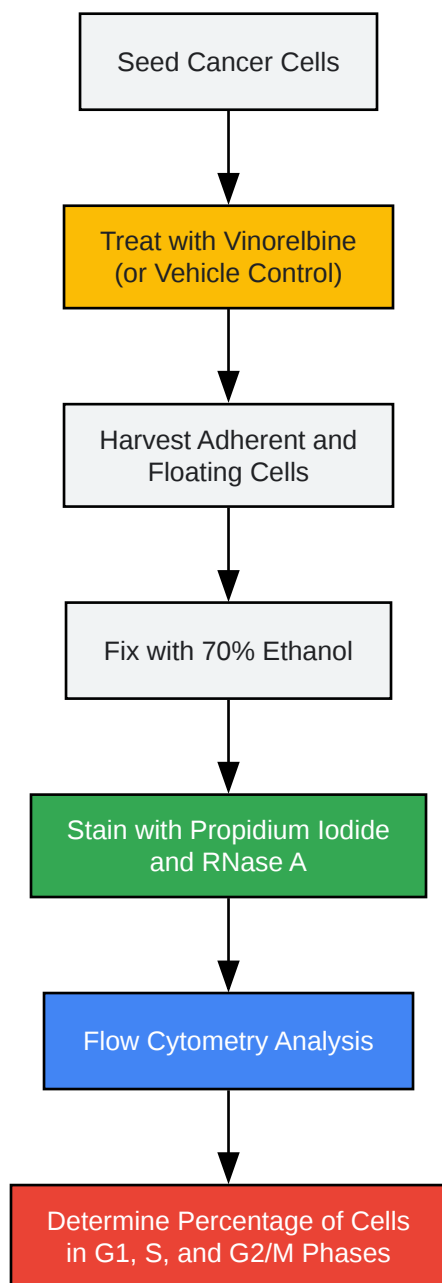 Seed Cancer Cells
Treat with Vinorelbine
(or Vehicle Control)
Harvest Adherent and
Floating Cells
Fix with 70% Ethanol
Stain with Propidium Iodide
and RNase A
Flow Cytometry Analysis
Determine Percentage of Cells
in G1, S, and G2/M Phases